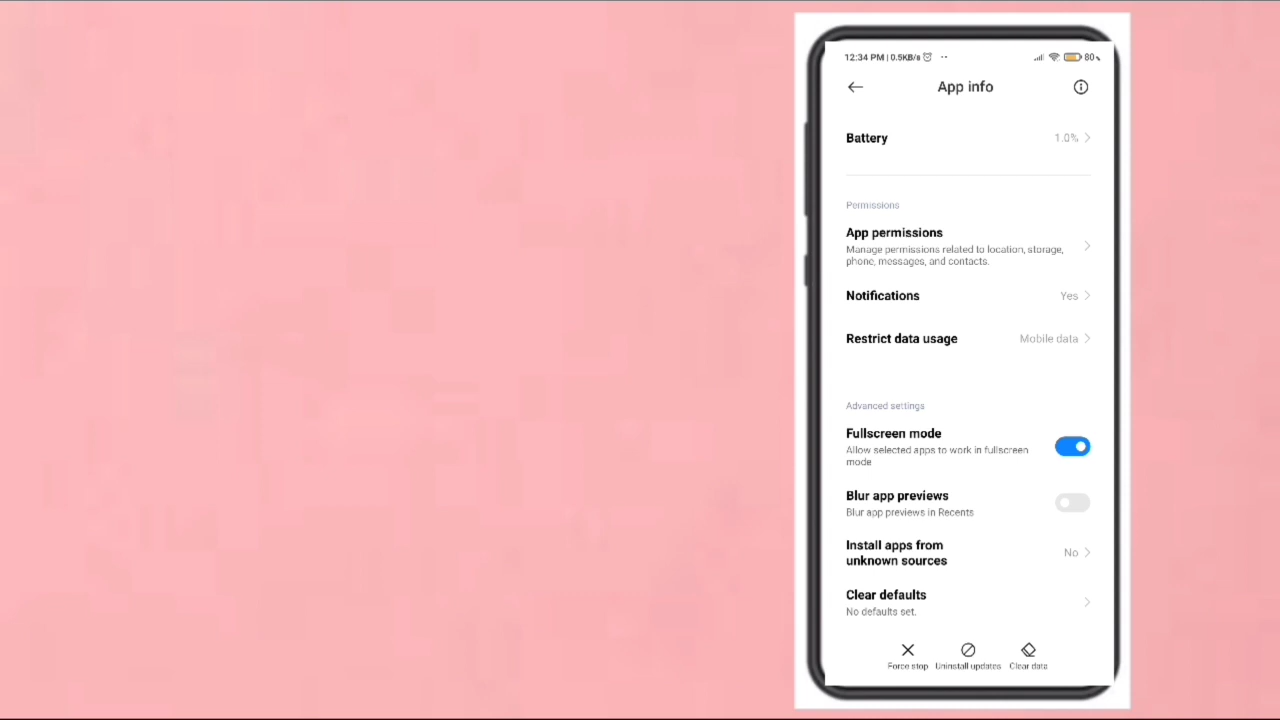 12:34 PM | 0.5KB/s
80
App info
Battery
1.0%
Permissions
App permissions
Manage permissions related to location, storage,
phone, messages, and contacts.
Notifications
Yes
Restrict data usage
Mobile data
Advanced settings
Fullscreen mode
Allow selected apps to work in fullscreen
mode
Blur app previews
Blur app previews in Recents
Install apps from
unknown sources
No
Clear defaults
No defaults set.
Force stop
Uninstall updates
Clear data